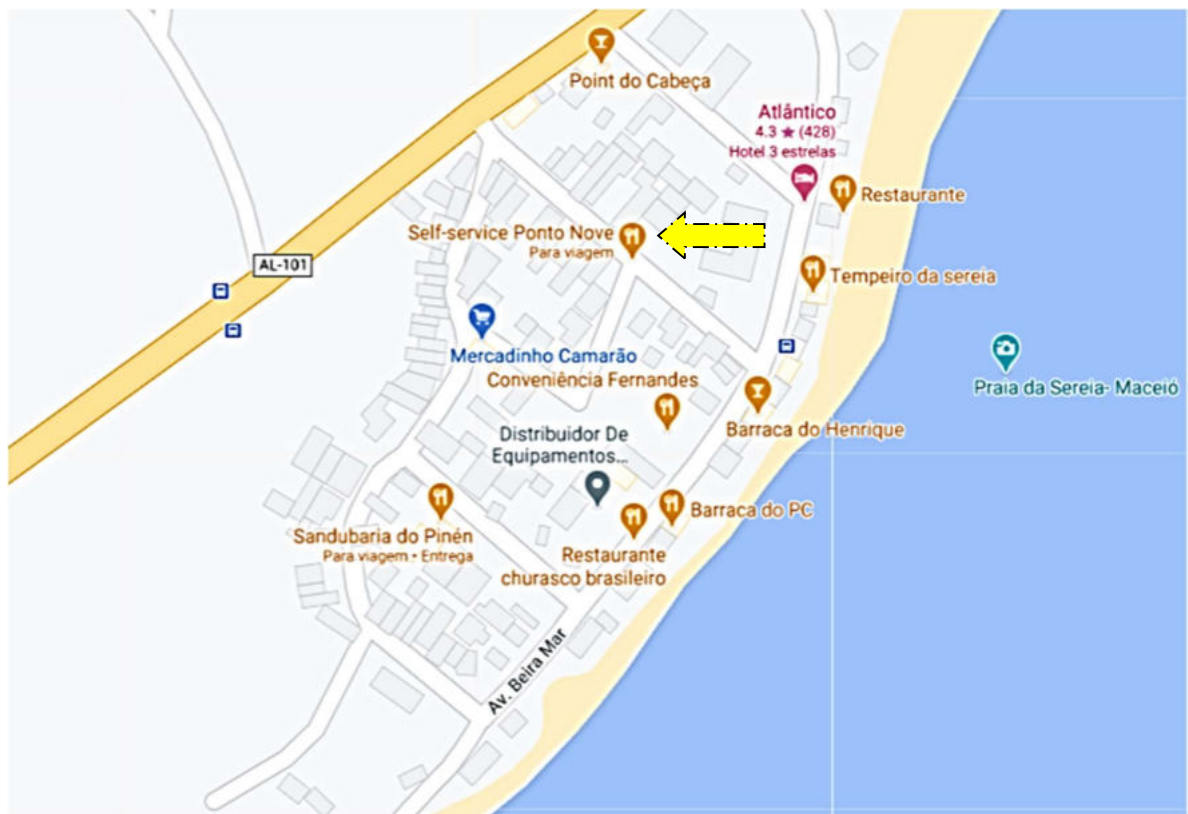 Point do Cabeça
Atlântico
4.3 ★ (428)
Hotel 3 estrelas
Restaurante
Self-service Ponto Nove
Para viagem
AL-101
Tempeiro da sereia
Mercadinho Camarão
Praia da Sereia- Maceió
Conveniência Fernandes
Barraca do Henrique
Distribuidor De
Equipamentos...
Barraca do PC
Sandubaria do Pinén
Para viagem • Entrega
Restaurante
churasco brasileiro
Av. Beira Mar